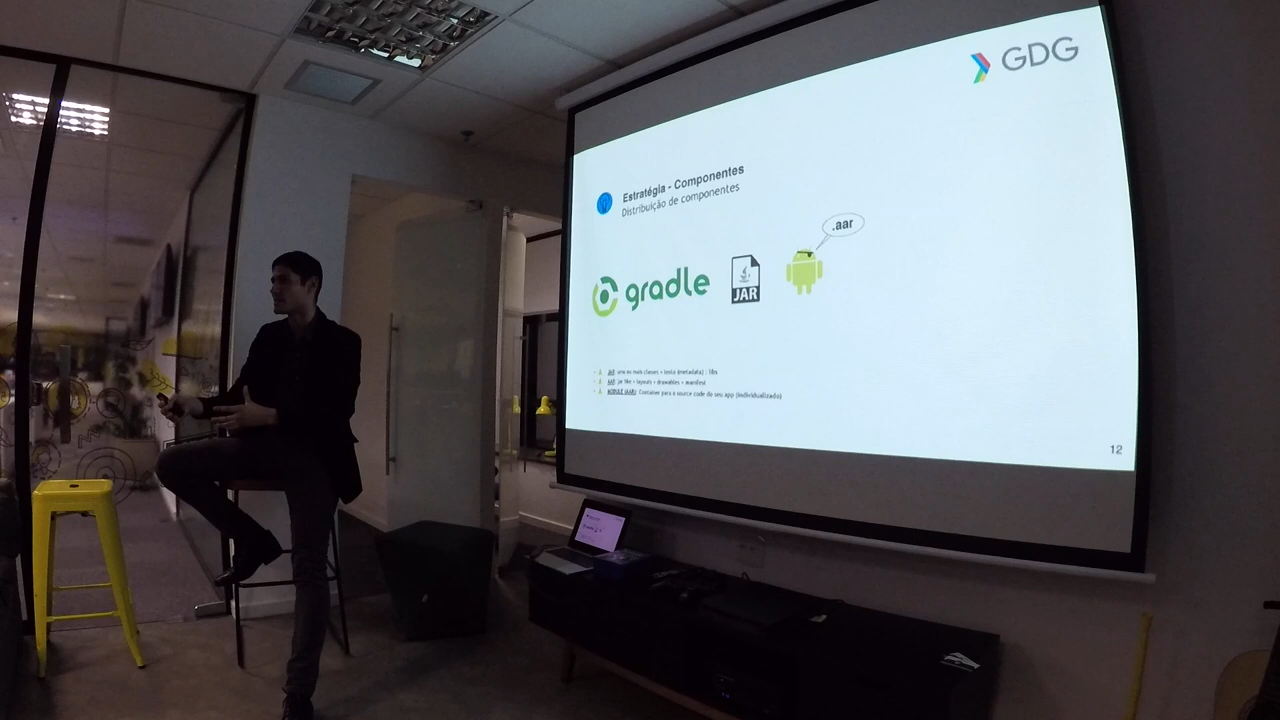 GDG
Estratégia - Componentes
Distribuição de componentes
.aar
gradle
JAR
JAR: uma ou mais classes + texto (metadata) : libs
AAR: jar like + layouts + drawables + manifest
MODULE (AAR): Container para o source code do seu app (individualizado)
12